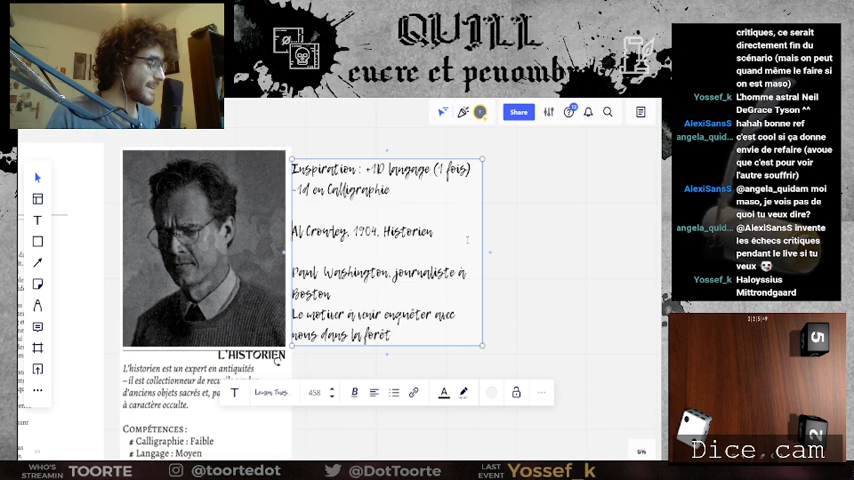 QUILL
encre et penomb
Share
Inspiration : +1D langage (1 fois)
-1d en Calligraphie
Al Crowley, 1904, Historien
Paul Washington, journaliste à
Boston
Le motiver à venir enquêter avec
nous dans la forêt
L'HISTORIEN
L'historien est un expert en antiquités
– il est collectionneur de
d'anciens objets sacrés et, pa
à caractère occulte.
COMPÉTENCES :
# Calligraphie : Faible
# Langage : Moyen
458
B
A
6%
critiques, ce serait
directement fin du
scénario (mais on peut
quand même le faire si
on est maso)
Yossef_k Lhomme astral Neil
DeGrace Tyson ^^
AlexiSansS hahah bonne ref
angela_quid... c'est cool si ça donne
envie de refaire (avoue
que c'est pour voir
l'autre souffrir)
AlexiSansS @angela_quidam moi
maso, je vois pas de
quoi tu veux dire?
angela_quid... @AlexiSansS invente
les échecs critiques
pendant le live si tu
veux
Yossef_k Haloyssius
Mittrondgaard
5
2
Dice.cam
WHO'S
STREAMIN
TOORTE
@toortedot
@DotToorte
LAST
EVENT
Yossef_k